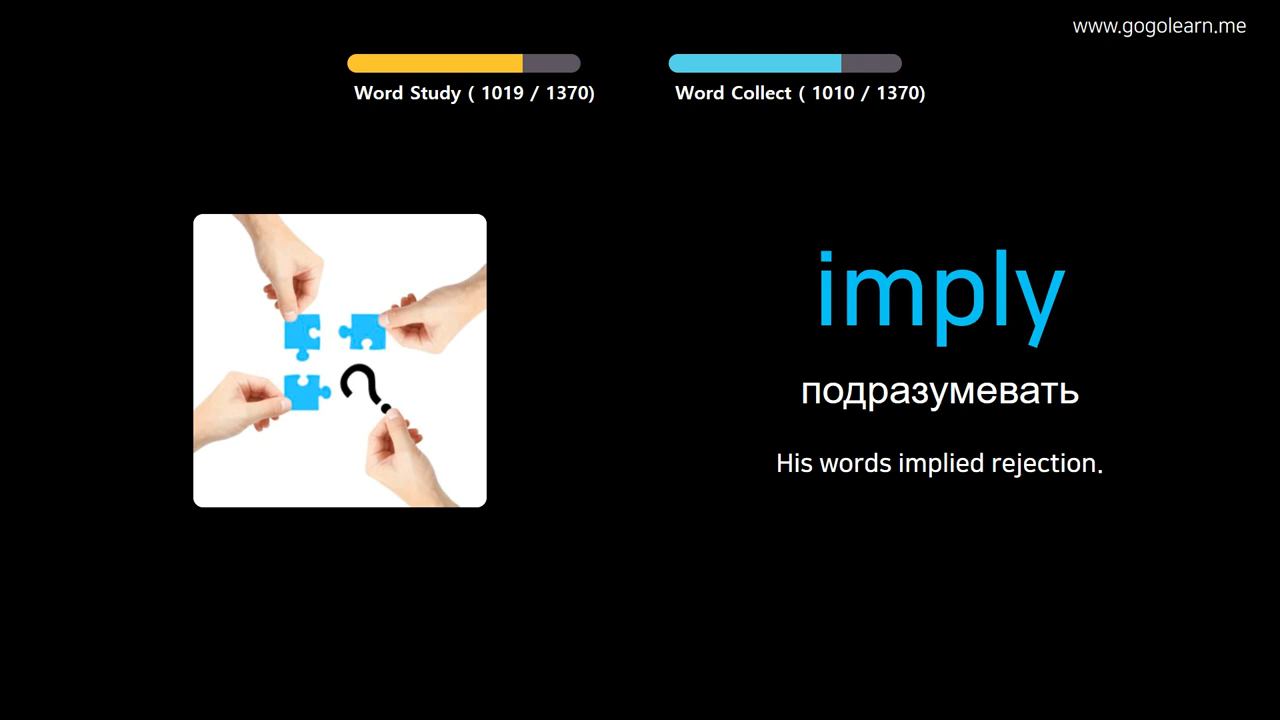 www.gogolearn.me
Word Study ( 1019 / 1370)
Word Collect ( 1010 / 1370)
?
imply
подразумевать
His words implied rejection.